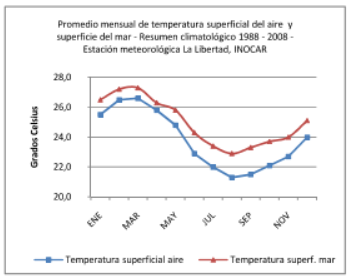 Promedio mensual de temperatura superficial del aire y
superficie del mar - Resumen climatológico 1988 - 2008 -
Estación meteorológica La Libertad, INOCAR
28,0
26,0
24,0
22,0
20,0
Grados Celsius
ENE
MAR
MAY
JUL
SEP
NOV
Temperatura superficial aire
Temperatura superf. mar